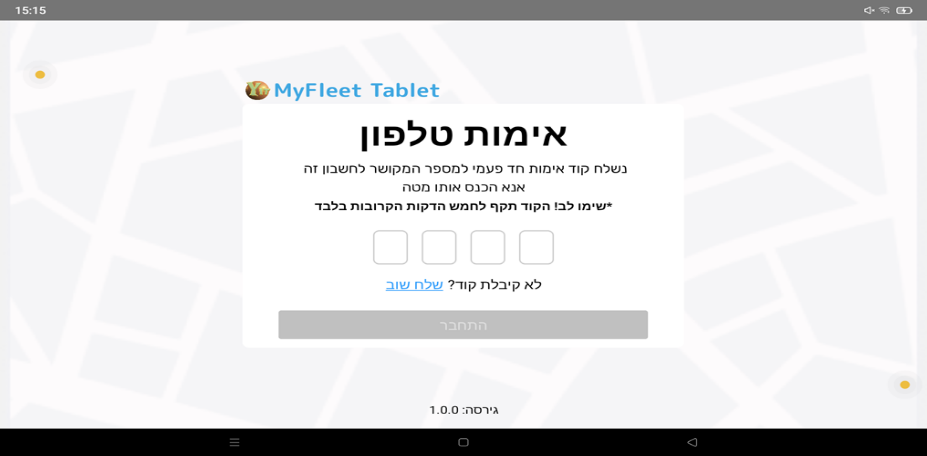 15:15
MyFleet Tablet
אימות טלפון
נשלח קוד אימות חד פעמי למספר המקושר לחשבון זה
אנא הכנס אותו מטה
*שימו לב! הקוד תקף לחמש הדקות הקרובות בלבד
לא קיבלת קוד? שלח שוב
התחבר
גירסה: 1.0.0